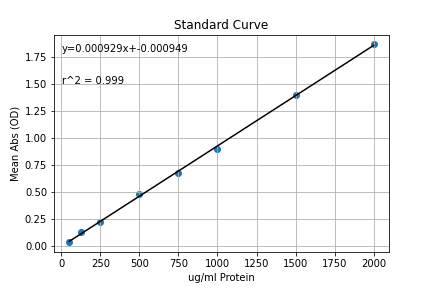 Standard Curve
y=0.000929x+-0.000949
r^2 = 0.999
Mean Abs (OD)
1.75
1.50
1.25
1.00
0.75
0.50
0.25
0.00
0 250 500 750 1000 1250 1500 1750 2000
ug/ml Protein